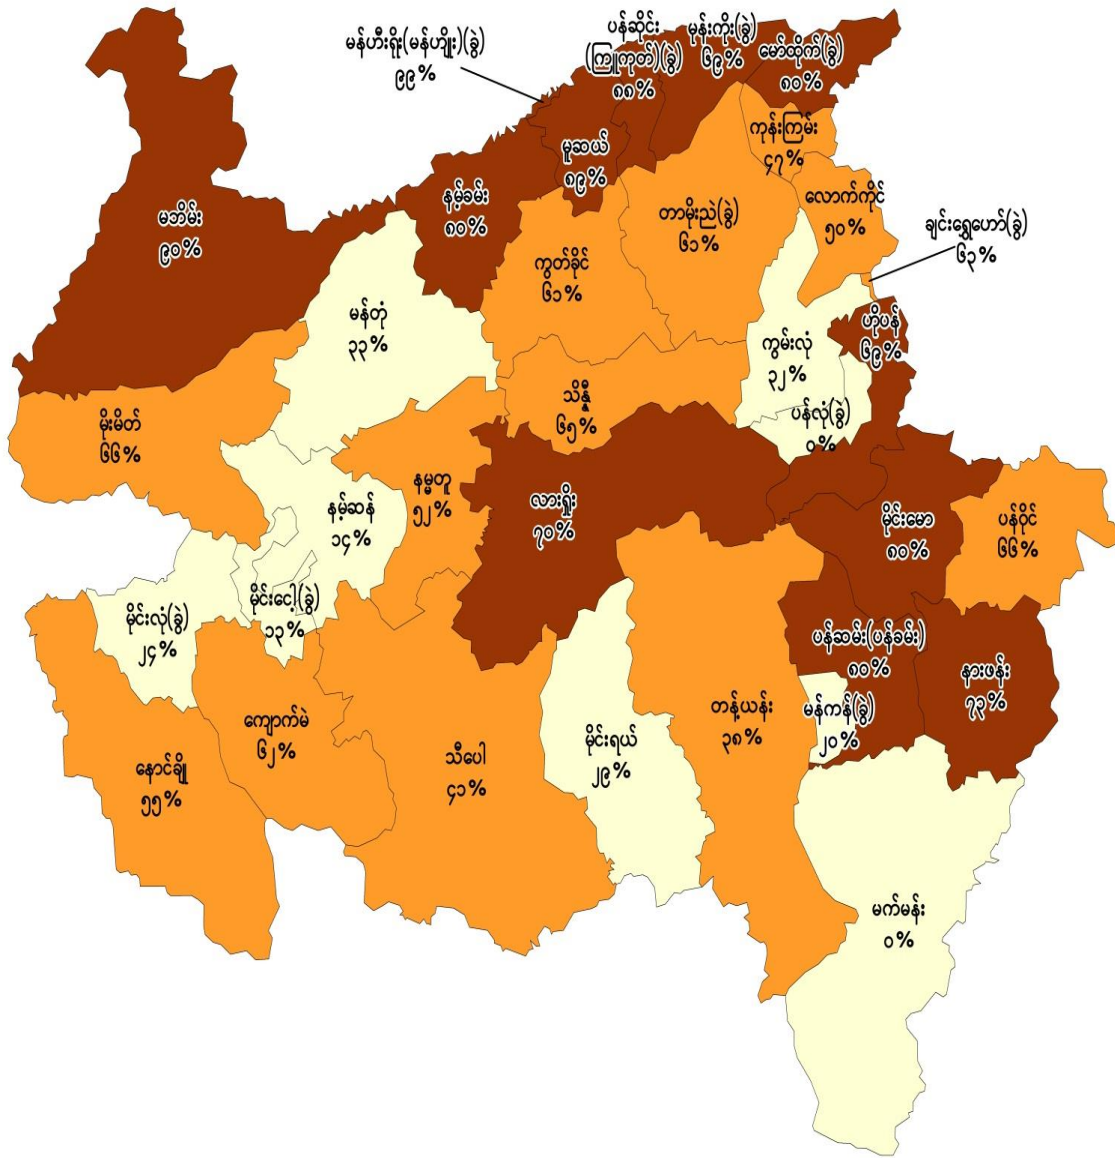 မန်ဟီးရိုး(မန်ဟျိုး)(ခွဲ)
၉၉%
ပန်ဆိုင်း
(ကြူကုတ်)(ခွဲ)
၈၈%
မုန်းကိုး(ခွဲ)
၆၉%
မော်ထိုက်(ခွဲ)
၈၀%
ကုန်းကြမ်း
၄၇%
မူဆယ်
၈၉%
နမ့်ခမ်း
၈၀%
မဘိမ်း
၉၀%
တာမိုးညဲ(ခွဲ)
၆၁%
လောက်ကိုင်
၅၀%
ချင်းရွှေဟော်(ခွဲ)
၆၃%
ကွတ်ခိုင်
၆၁%
မန်တုံ
၃၃%
ဟိုပန်
၆၉%
ကွမ်းလုံ
၃၂%
ပန်လုံ(ခွဲ)
၀%
သိန္နီ
၆၅%
မိုးမိတ်
၆၆%
နမ္မတူ
၅၂%
နမ့်ဆန်
၁၄%
လားရှိုး
၇၀%
မိုင်းမော
၈၀%
ပန်ဝိုင်
၆၆%
မိုင်းငေါ့(ခွဲ)
၁၃%
မိုင်းလုံ(ခွဲ)
၂၄%
ပန်ဆမ်း(ပန်ခမ်း)
၈၀%
နားဖန်း
၇၃%
မန်ကန်(ခွဲ)
၂၀%
တန့်ယန်း
၃၈%
ကျောက်မဲ
၆၂%
မိုင်းရယ်
၂၉%
သီပေါ
၄၁%
နောင်ချို
၅၅%
မက်မန်း
၀%